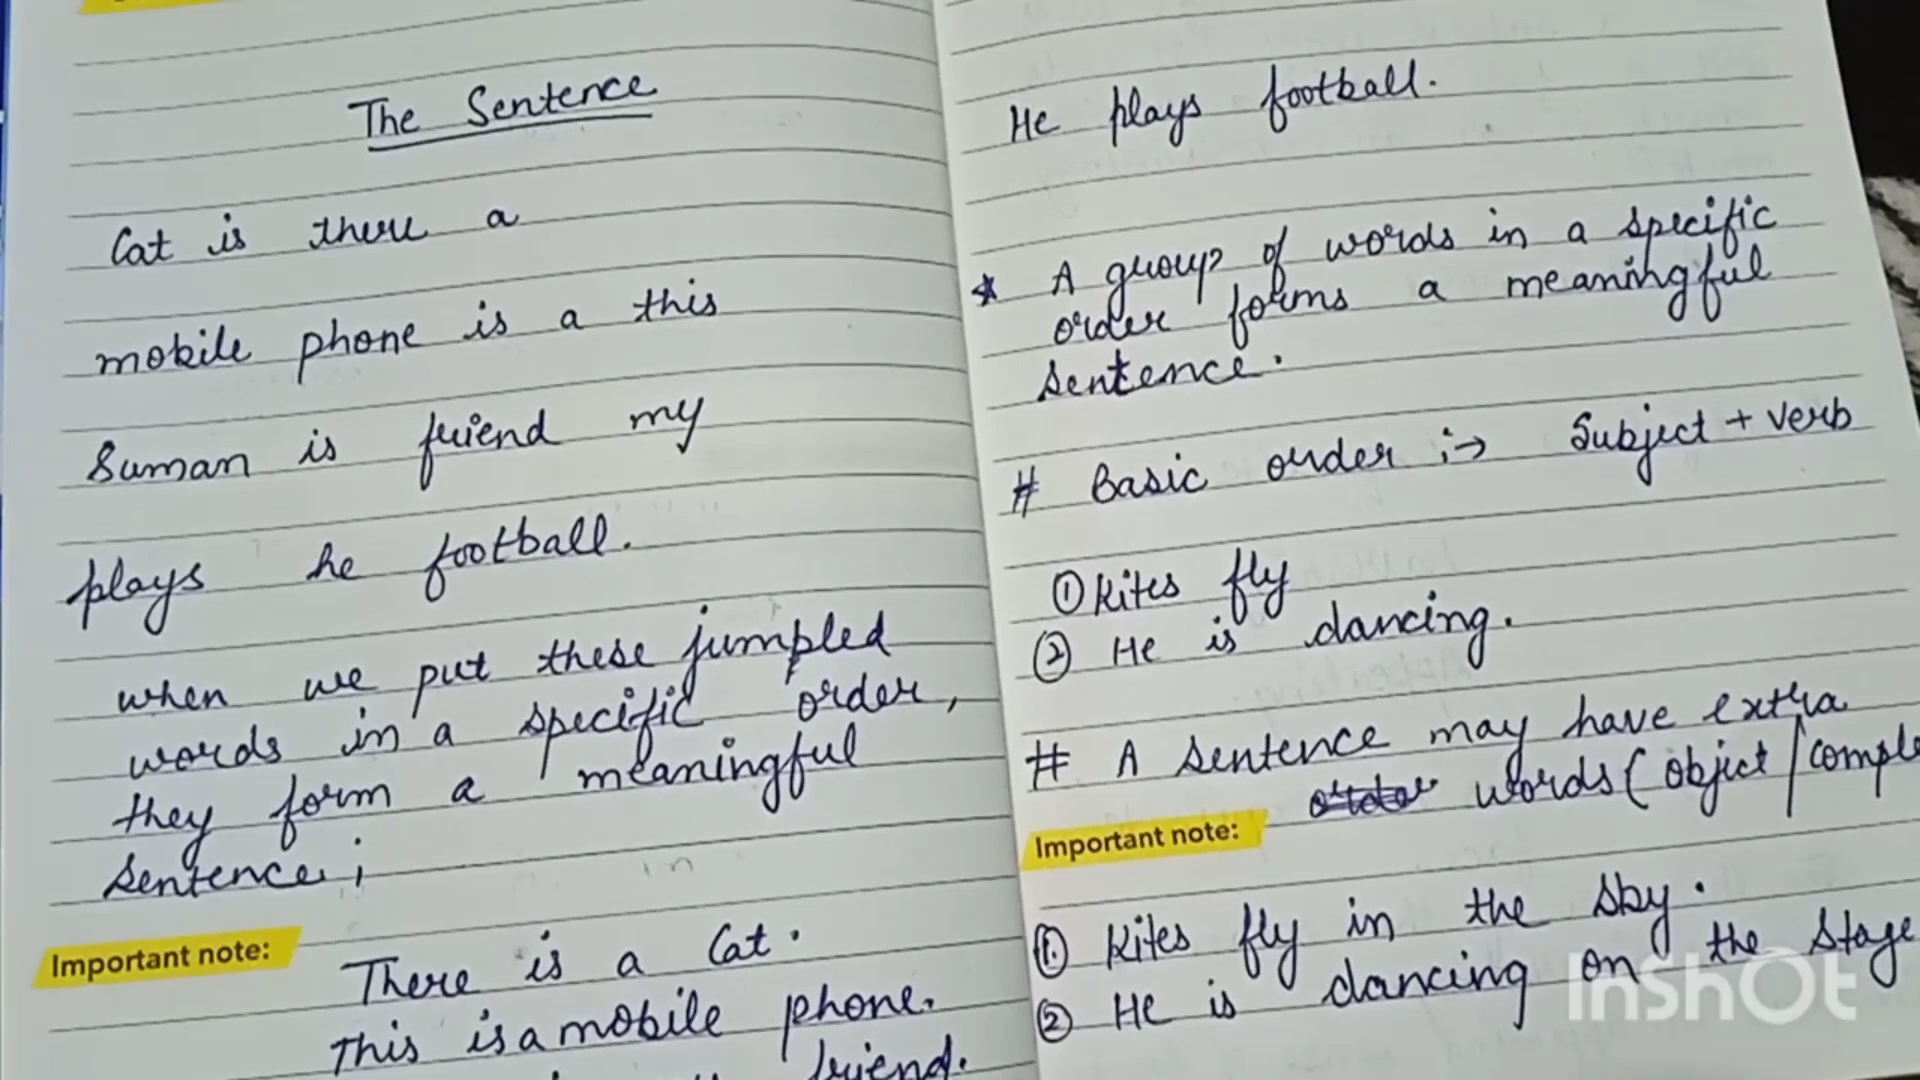 The Sentence
Cat is there a
mobile phone is a this
Suman is friend my
plays he football.
when we put these jumpled
words in a specific order,
they form a meaningful
sentence;
Important note:
There is a Cat.
This is a mobile phone.
friend.
He plays football.
* A group of words in a specific
order forms a meaningful
sentence.
# Basic order :→ Subject + verb
① Kites fly
② He is dancing.
# A sentence may have extra
words (object/comple
Important note:
①. Kites fly in the sky.
② He is dancing on the stage
InShOt